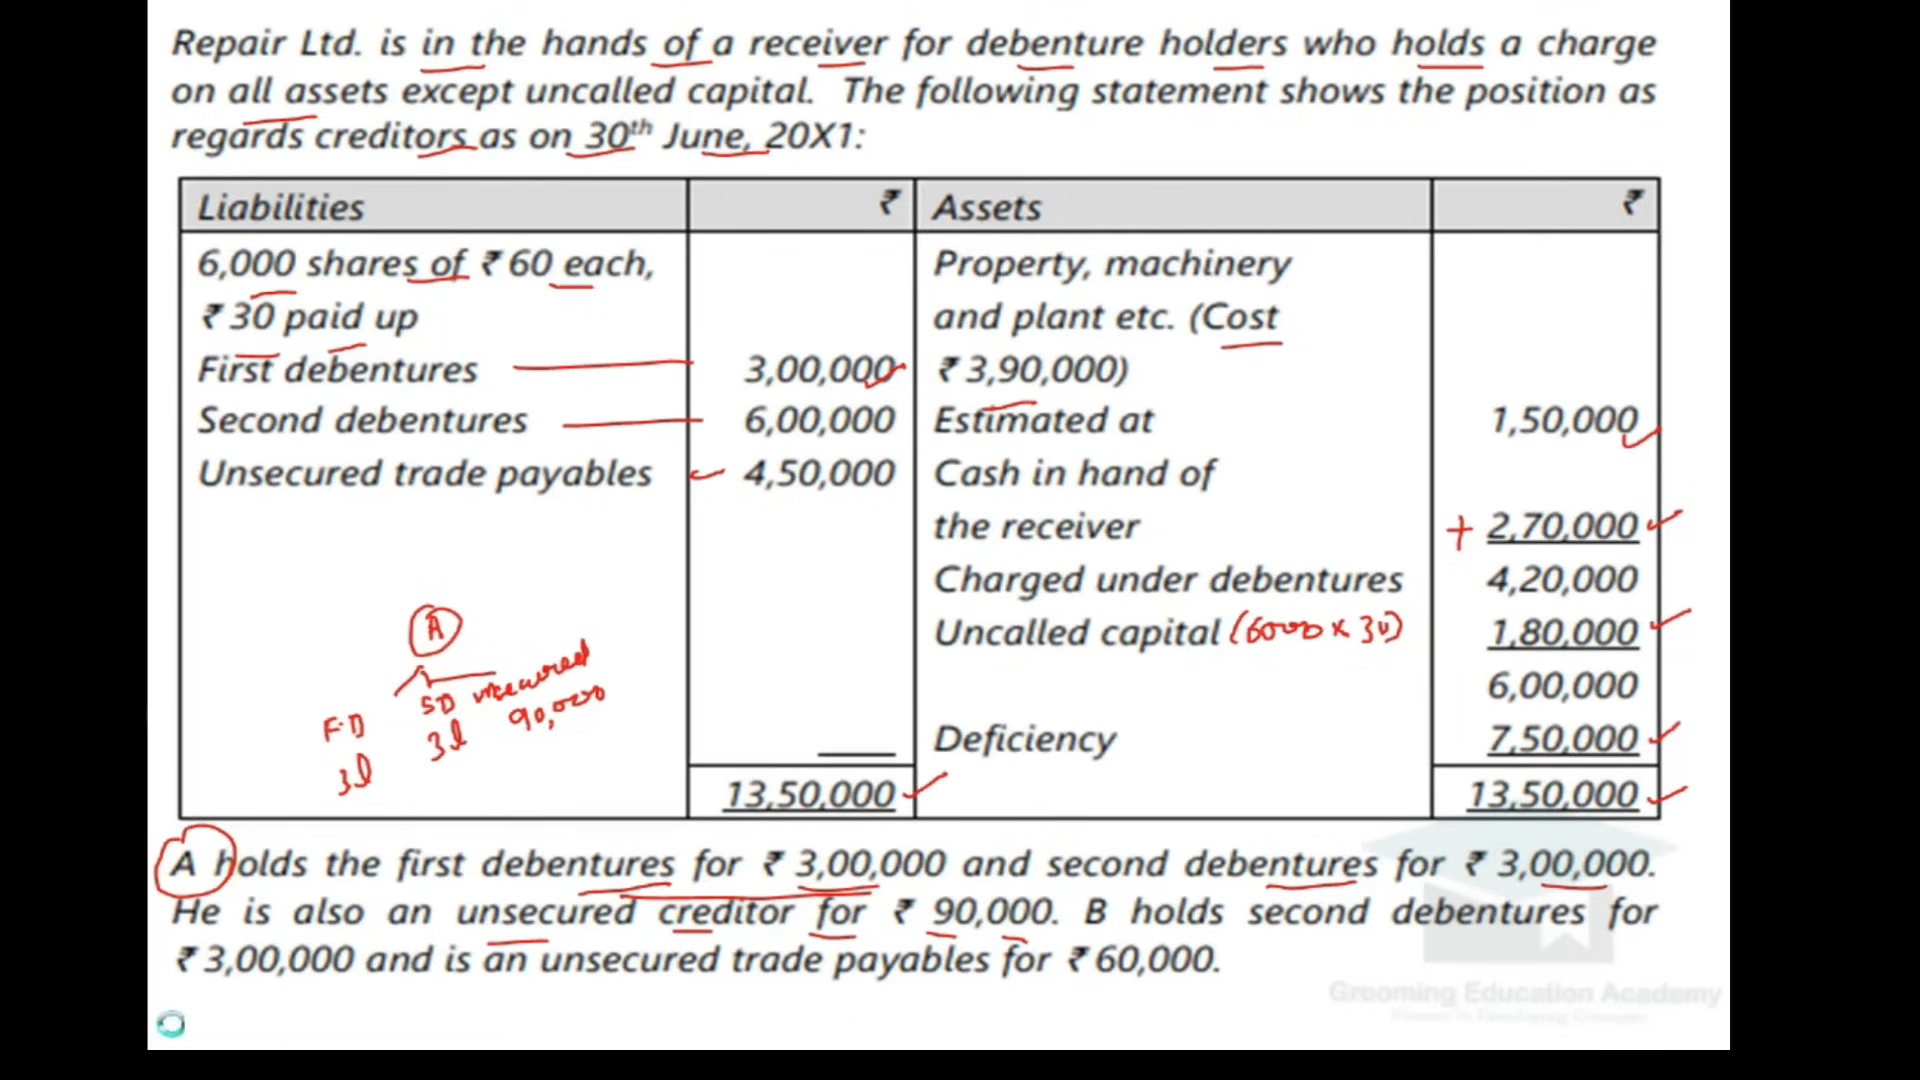 Repair Ltd. is in the hands of a receiver for debenture holders who holds a charge
on all assets except uncalled capital. The following statement shows the position as
regards creditors as on 30th June, 20X1:
Liabilities ₹ Assets ₹
6,000 shares of ₹ 60 each, Property, machinery
₹ 30 paid up and plant etc. (Cost
First debentures 3,00,000 ₹ 3,90,000)
Second debentures 6,00,000 Estimated at 1,50,000
Unsecured trade payables 4,50,000 Cash in hand of
the receiver + 2,70,000
Charged under debentures 4,20,000
Uncalled capital (6000 x 30) 1,80,000
6,00,000
Deficiency 7,50,000
13,50,000 13,50,000
A
F.D SD unsecured
3l 3l 90,000
A holds the first debentures for ₹ 3,00,000 and second debentures for ₹ 3,00,000.
He is also an unsecured creditor for ₹ 90,000. B holds second debentures for
₹ 3,00,000 and is an unsecured trade payables for ₹ 60,000.
Grooming Education Academy